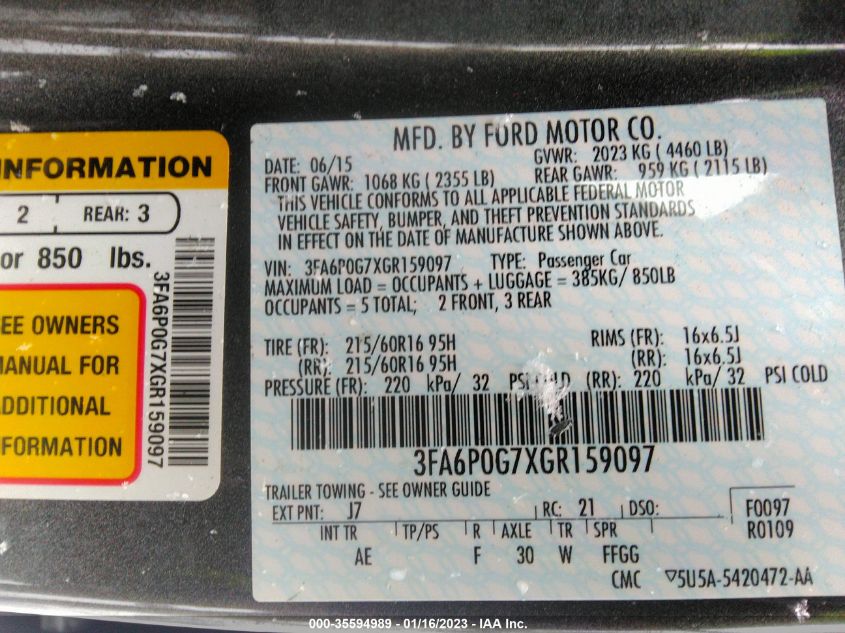 INFORMATION
2 REAR: 3
or 850 lbs.
SEE OWNERS
MANUAL FOR
ADDITIONAL
INFORMATION
3FA6P0G7XGR159097
MFD. BY FORD MOTOR CO.
DATE: 06/15 GVWR: 2023 KG ( 4460 LB)
FRONT GAWR: 1068 KG ( 2355 LB) REAR GAWR: 959 KG ( 2115 LB)
THIS VEHICLE CONFORMS TO ALL APPLICABLE FEDERAL MOTOR
VEHICLE SAFETY, BUMPER, AND THEFT PREVENTION STANDARDS
IN EFFECT ON THE DATE OF MANUFACTURE SHOWN ABOVE.
VIN: 3FA6P0G7XGR159097 TYPE: Passenger Car
MAXIMUM LOAD = OCCUPANTS + LUGGAGE = 385KG/ 850LB
OCCUPANTS = 5 TOTAL; 2 FRONT, 3 REAR
TIRE (FR): 215/60R16 95H RIMS (FR): 16x6.5J
(RR): 215/60R16 95H (RR): 16x6.5J
PRESSURE (FR): 220 kPa/ 32 PSI COLD (RR): 220 kPa/ 32 PSI COLD
3FA6P0G7XGR159097
TRAILER TOWING - SEE OWNER GUIDE
EXT PNT: J7 RC: 21 DSO: F0097
R0109
INT TR TP/PS R AXLE TR SPR
AE F 30 W FFGG
CMC ▽5U5A-5420472-AA
000-35594989 - 01/16/2023 - IAA Inc.